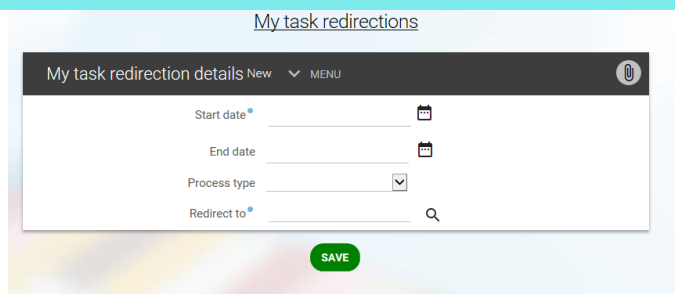 My task redirections
My task redirection details New MENU
Start date
End date
Process type
Redirect to
SAVE